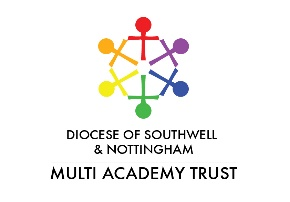 DIOCESE OF SOUTHWELL
& NOTTINGHAM
MULTI ACADEMY TRUST